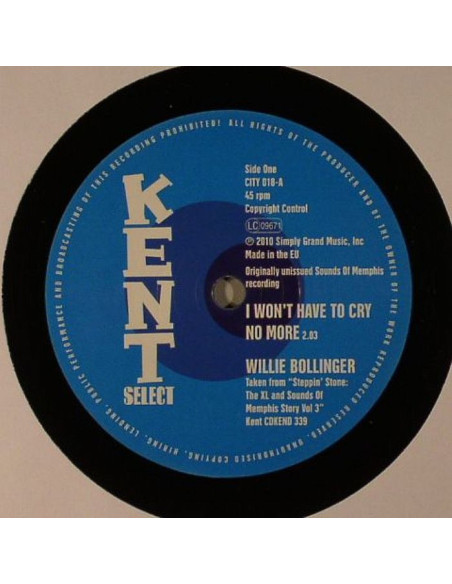 KENT
SELECT
Side One
CITY 018-A
45 rpm
Copyright Control
LC 09671
℗ 2010 Simply Grand Music, Inc
Made in the EU
Originally unissued Sounds Of Memphis
recording
I WON'T HAVE TO CRY
NO MORE 2.03
WILLIE BOLLINGER
Taken from "Steppin' Stone:
The XL and Sounds Of
Memphis Story Vol 3"
Kent CDKEND 339
ALL RIGHTS OF THE PRODUCER AND OF THE OWNER OF THE WORK REPRODUCED RESERVED. UNAUTHORISED COPYING, HIRING, LENDING, PUBLIC PERFORMANCE AND BROADCASTING OF THIS RECORDING PROHIBITED!